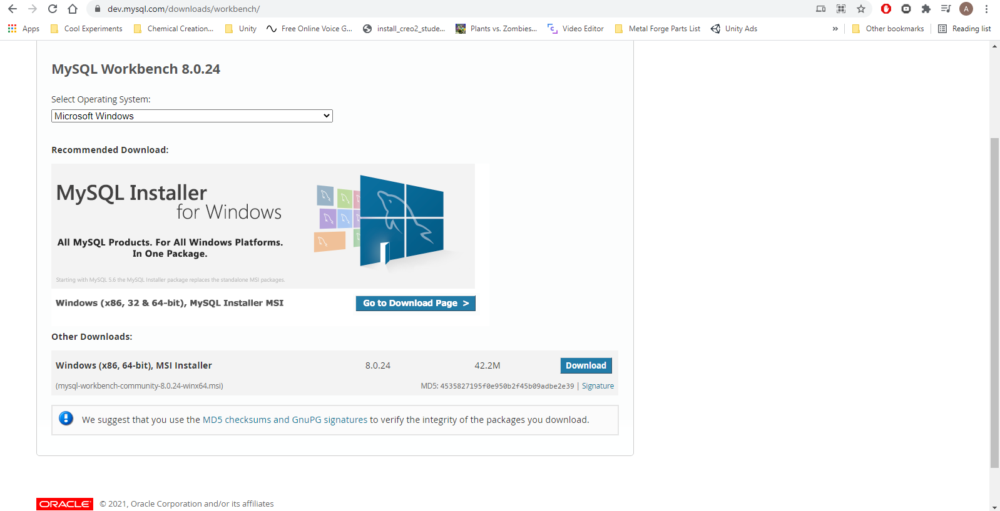 dev.mysql.com/downloads/workbench/
A
Apps
Cool Experiments
Chemical Creation...
Unity
Free Online Voice G...
install_creo2_stude...
Plants vs. Zombies...
Video Editor
Metal Forge Parts List
Unity Ads
»
Other bookmarks
Reading list
MySQL Workbench 8.0.24
Select Operating System:
Microsoft Windows
Recommended Download:
MySQL Installer
for Windows
All MySQL Products. For All Windows Platforms.
In One Package.
Starting with MySQL 5.6 the MySQL Installer package replaces the standalone MSI packages.
Windows (x86, 32 & 64-bit), MySQL Installer MSI
Go to Download Page >
Other Downloads:
Windows (x86, 64-bit), MSI Installer 8.0.24 42.2M Download
(mysql-workbench-community-8.0.24-winx64.msi) MD5: 4535827195f0e950b2f45b09adbe2e39 | Signature
We suggest that you use the MD5 checksums and GnuPG signatures to verify the integrity of the packages you download.
ORACLE © 2021, Oracle Corporation and/or its affiliates